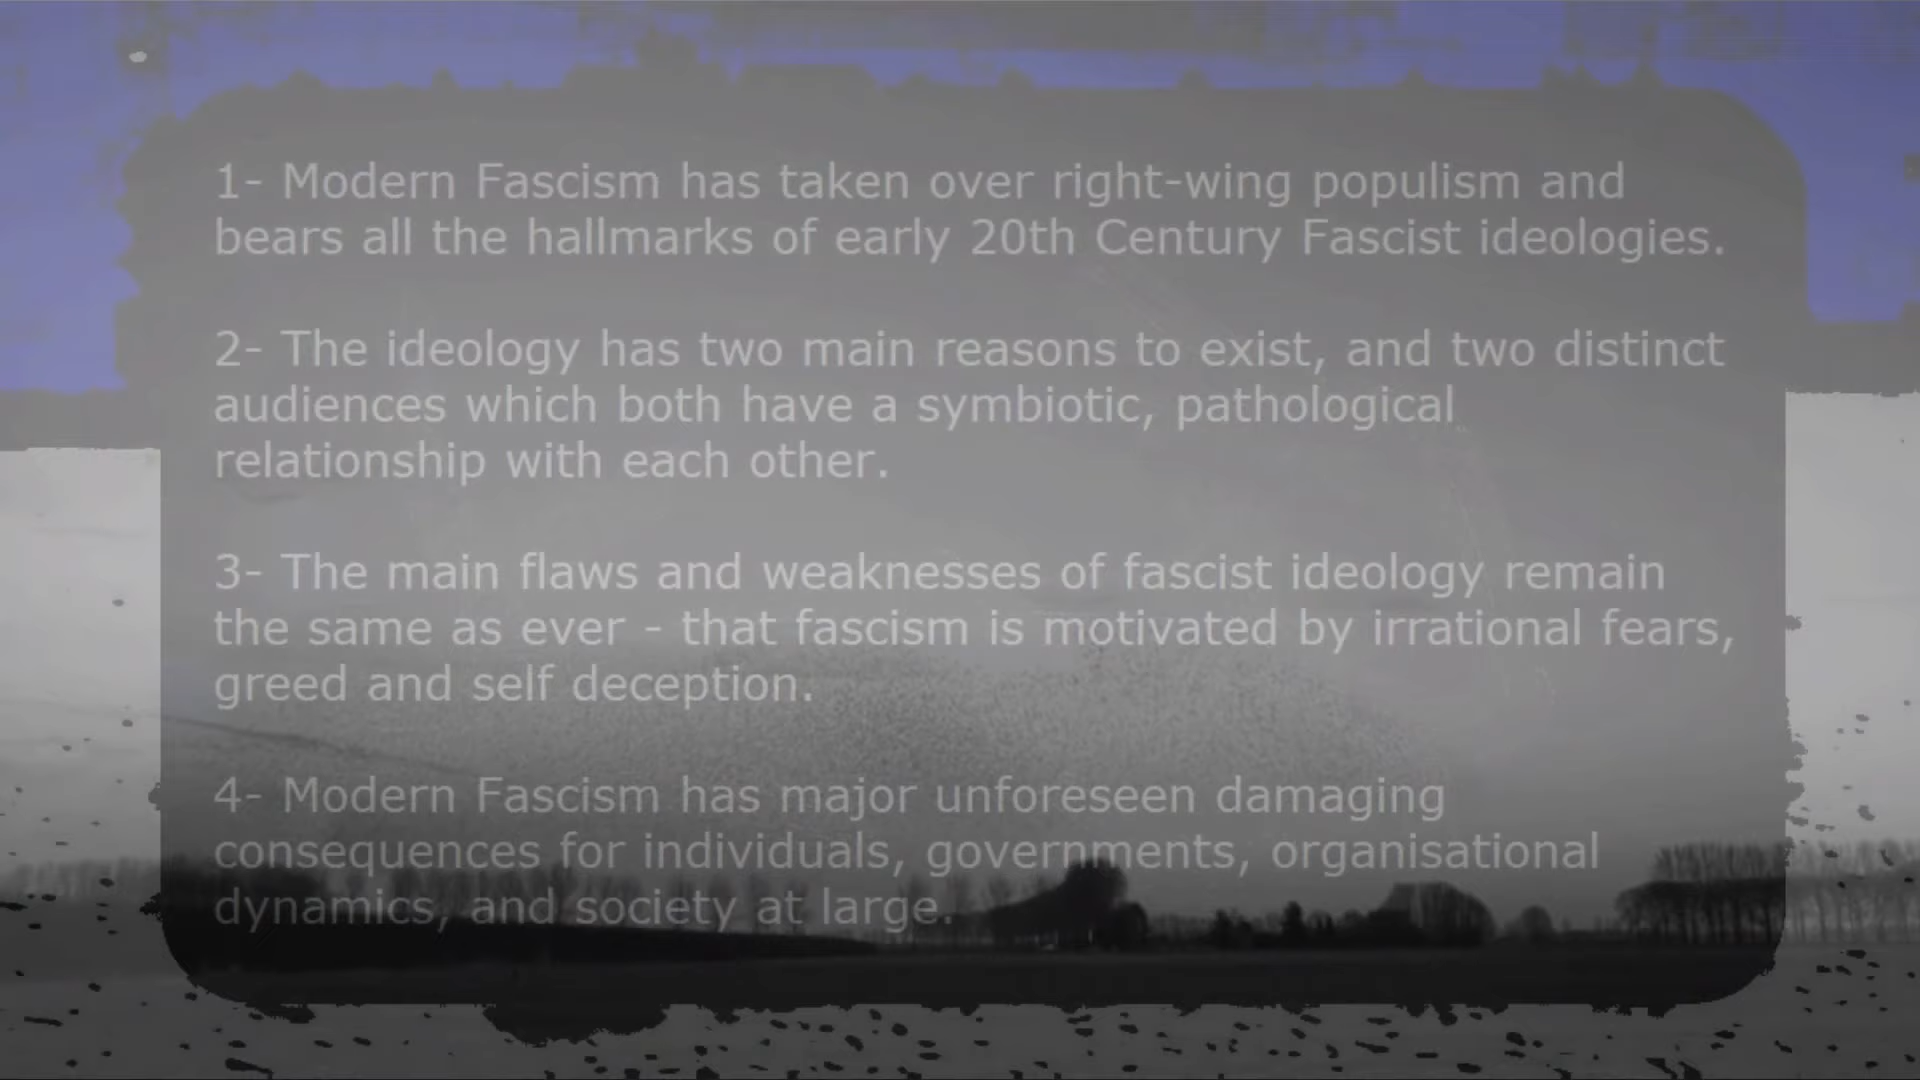 1- Modern Fascism has taken over right-wing populism and
bears all the hallmarks of early 20th Century Fascist ideologies.
2- The ideology has two main reasons to exist, and two distinct
audiences which both have a symbiotic, pathological
relationship with each other.
3- The main flaws and weaknesses of fascist ideology remain
the same as ever - that fascism is motivated by irrational fears,
greed and self deception.
4- Modern Fascism has major unforeseen damaging
consequences for individuals, governments, organisational
dynamics, and society at large.